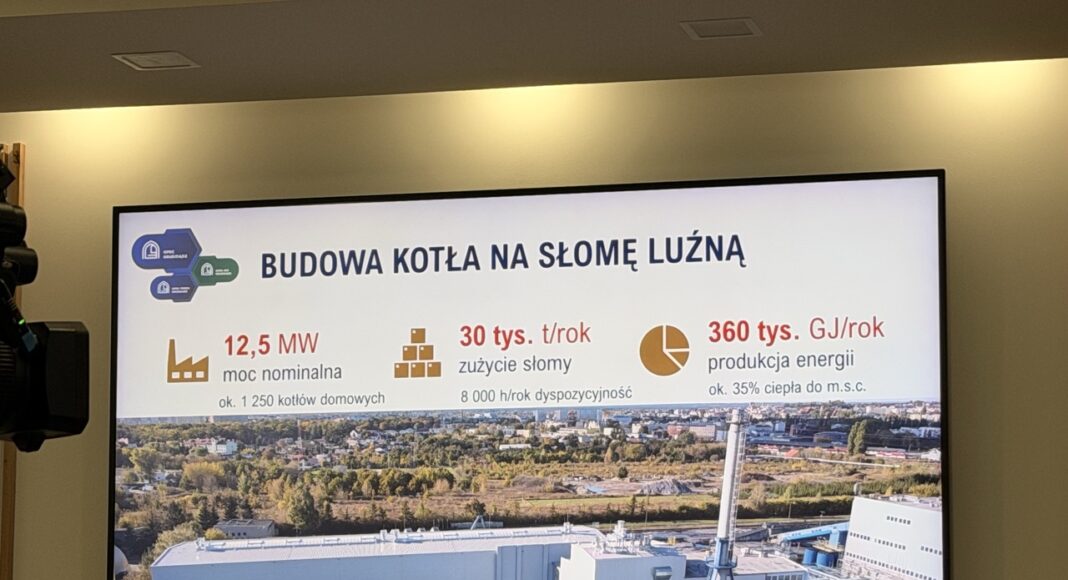 BUDOWA KOTŁA NA SŁOMĘ LUŹNĄ
12,5 MW
moc nominalna
ok. 1 250 kotłów domowych
30 tys. t/rok
zużycie słomy
8 000 h/rok dyspozycyjność
360 tys. GJ/rok
produkcja energii
ok. 35% ciepła do m.s.c.